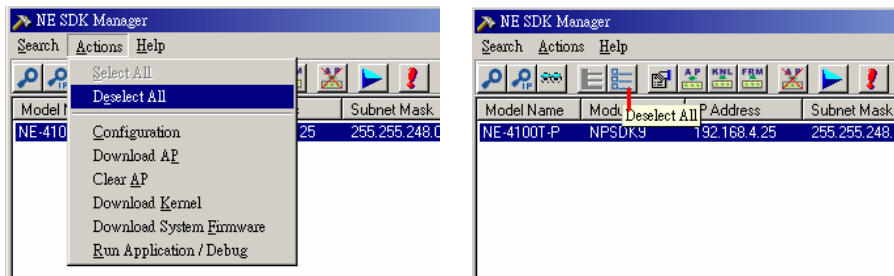 NE SDK Manager
Search Actions Help
Select All
Deselect All
Configuration
Download AP
Clear AP
Download Kernel
Download System Firmware
Run Application / Debug
IP
Model Subnet Mask
NE-410 25 255.255.248.0
NE SDK Manager
Search Actions Help
IP AP KNL FRM AP
Model Name Modu P Address Subnet Mask
Deselect All
NE-4100T-P NPSDK9 192.168.4.25 255.255.248.